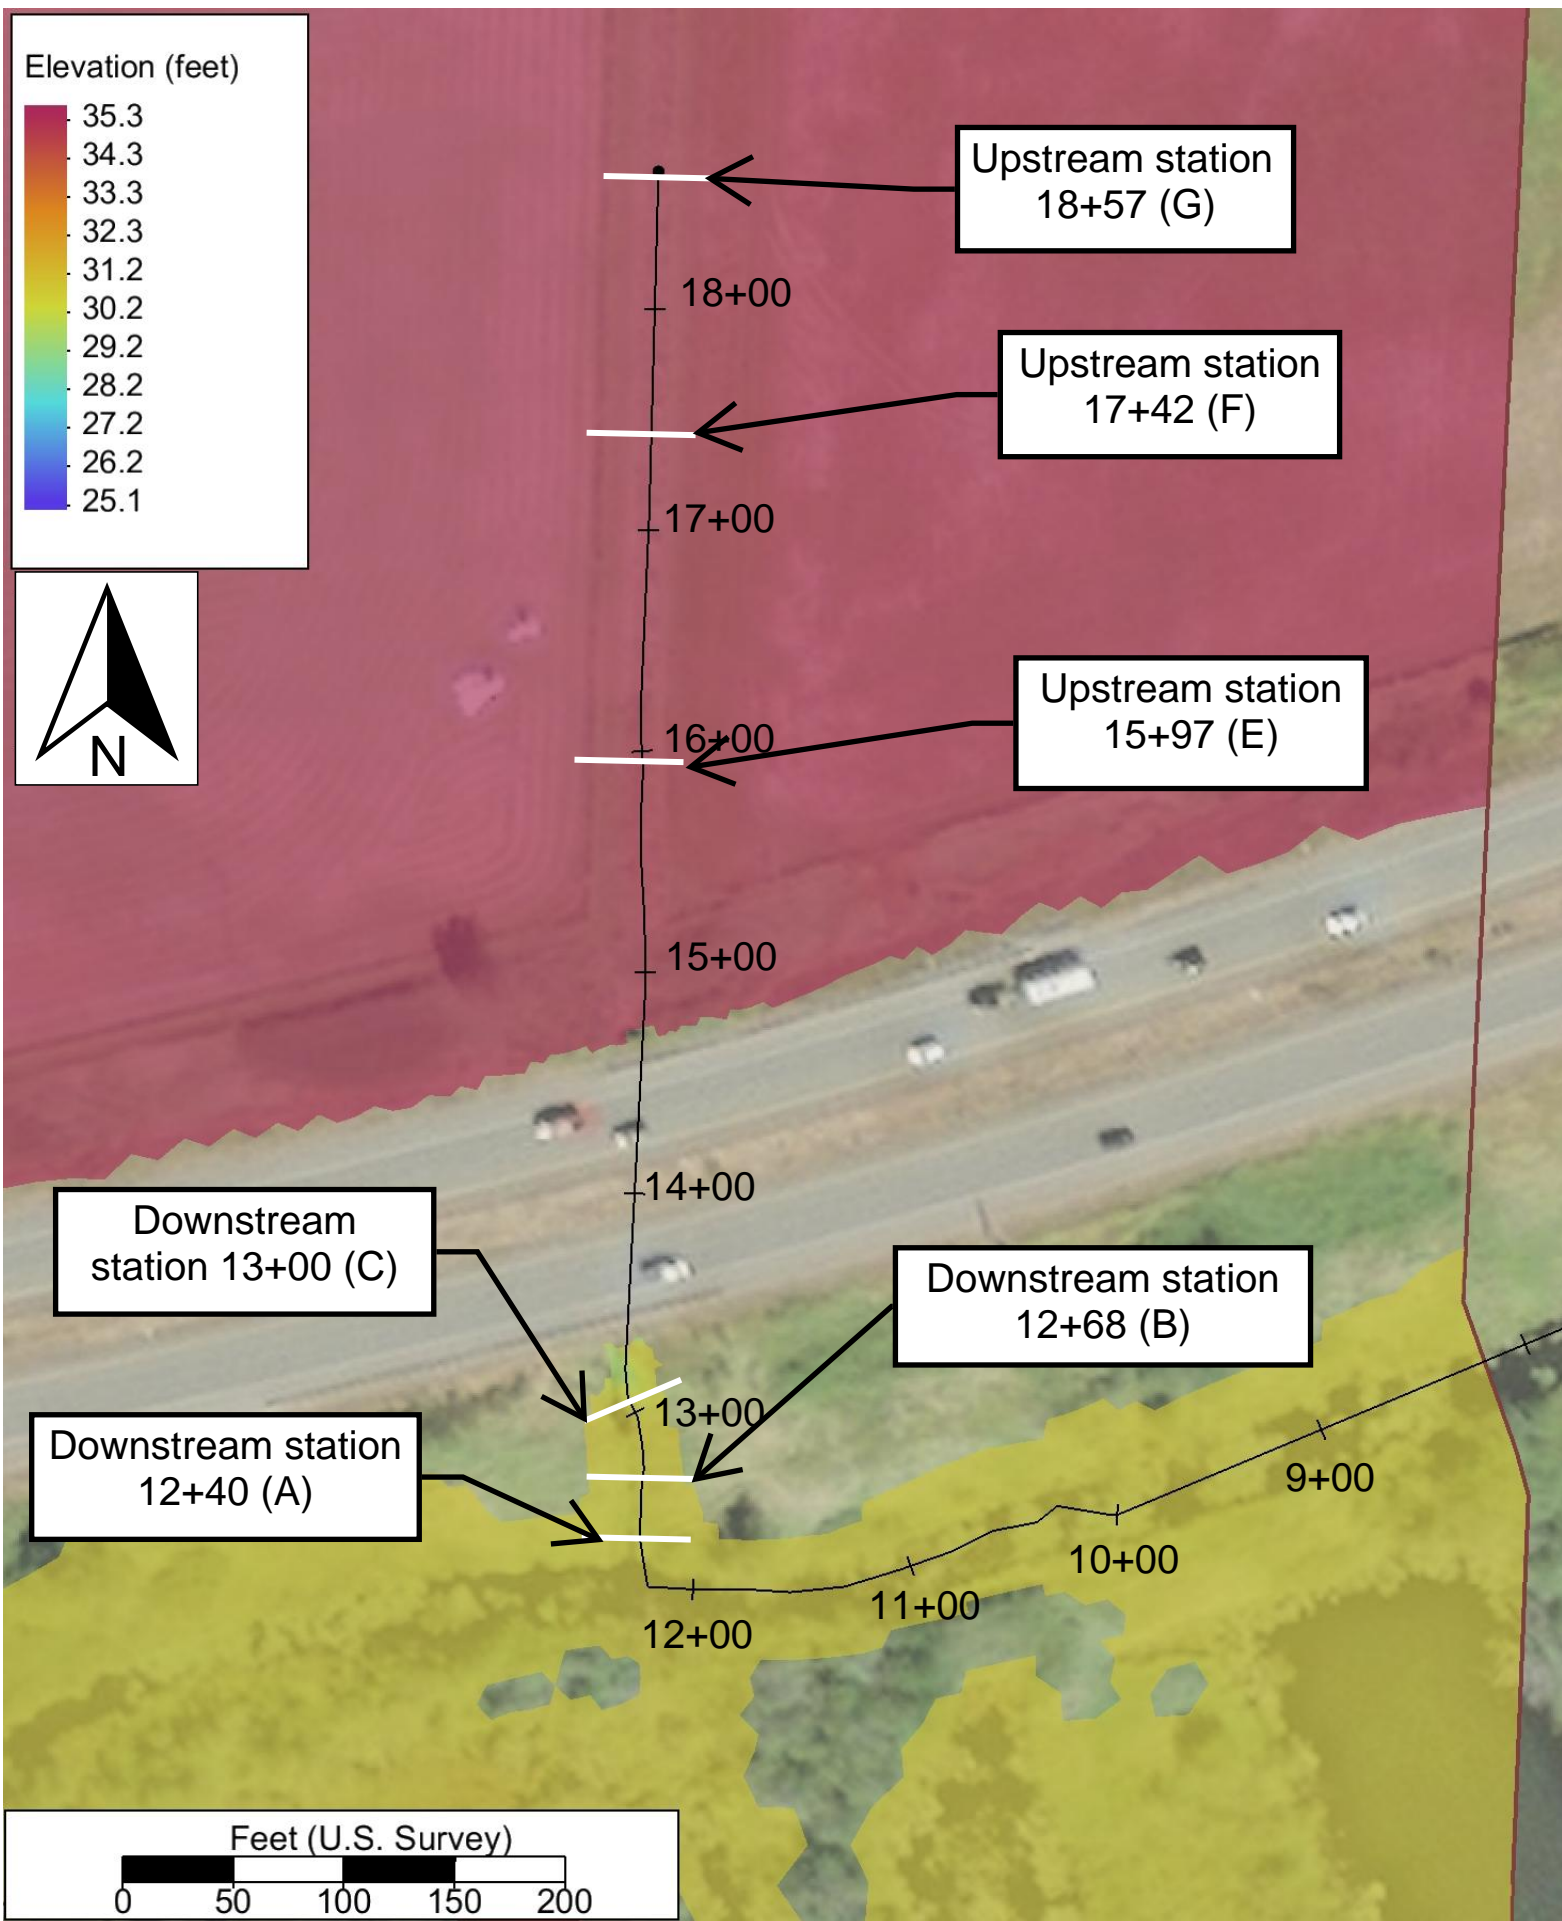 Elevation (feet)
35.3
34.3
33.3
32.3
31.2
30.2
29.2
28.2
27.2
26.2
25.1
N
Upstream station
18+57 (G)
18+00
Upstream station
17+42 (F)
17+00
Upstream station
15+97 (E)
16+00
15+00
14+00
Downstream
station 13+00 (C)
Downstream station
12+68 (B)
13+00
Downstream station
12+40 (A)
9+00
10+00
11+00
12+00
Feet (U.S. Survey)
0 50 100 150 200